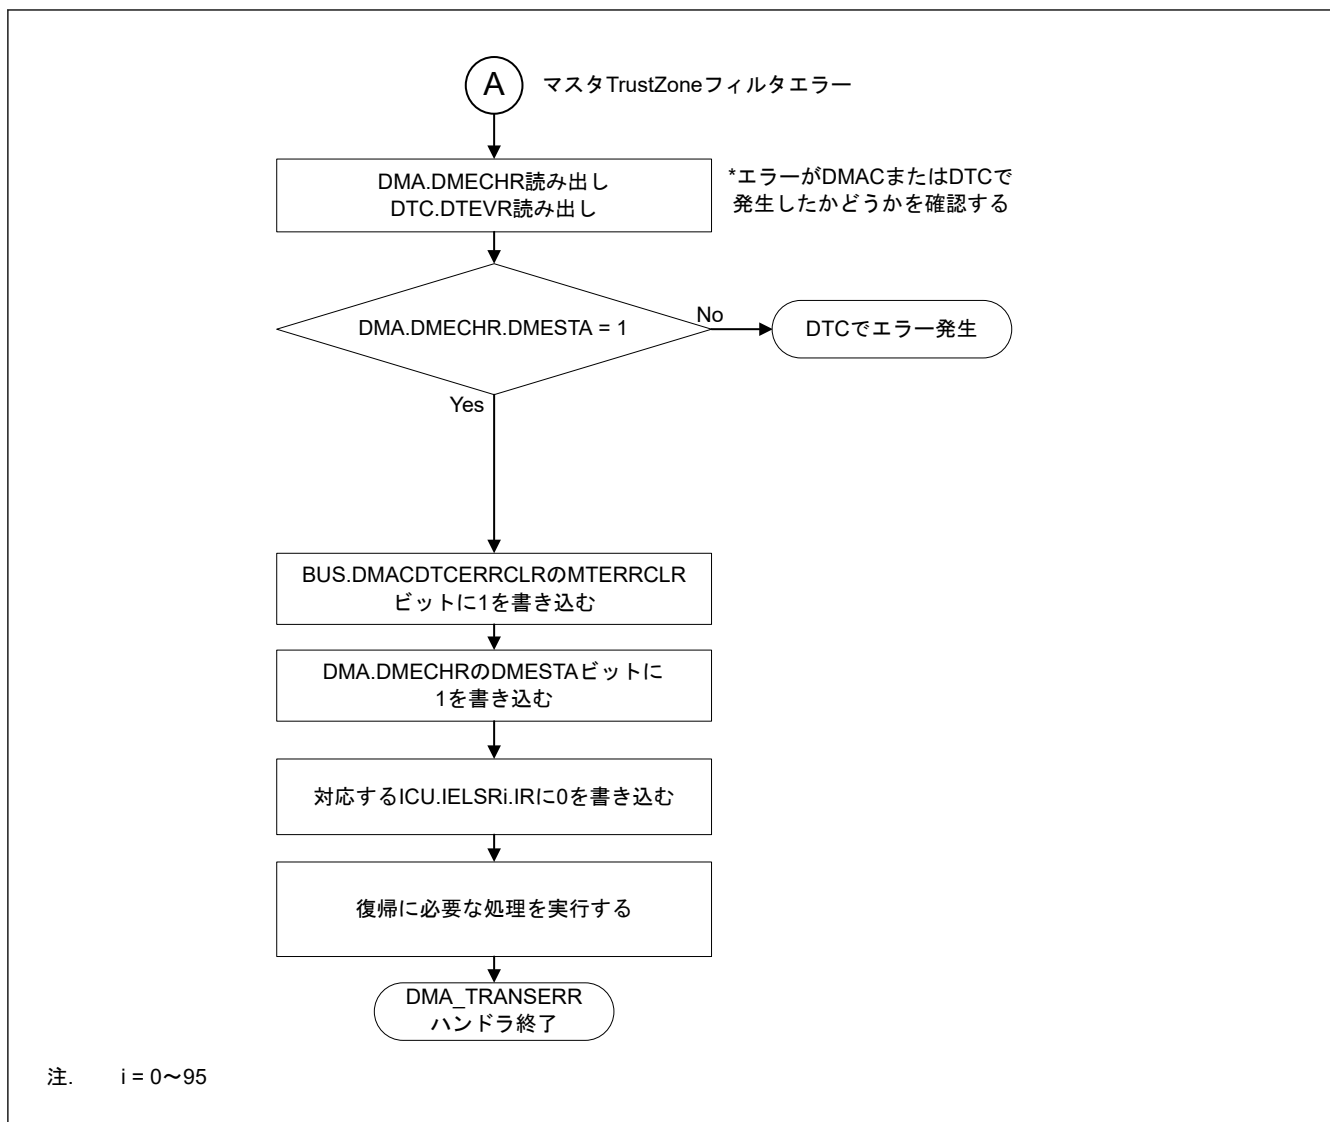 A
マスタTrustZoneフィルタエラー
DMA.DMECHR読み出し
DTC.DTEVR読み出し
*エラーがDMACまたはDTCで
発生したかどうかを確認する
DMA.DMECHR.DMESTA = 1
No
DTCでエラー発生
Yes
BUS.DMACDTCERRCLRのMTERRCLR
ビットに1を書き込む
DMA.DMECHRのDMESTAビットに
1を書き込む
対応するICU.IELSRi.IRに0を書き込む
復帰に必要な処理を実行する
DMA_TRANSERR
ハンドラ終了
注. i = 0～95